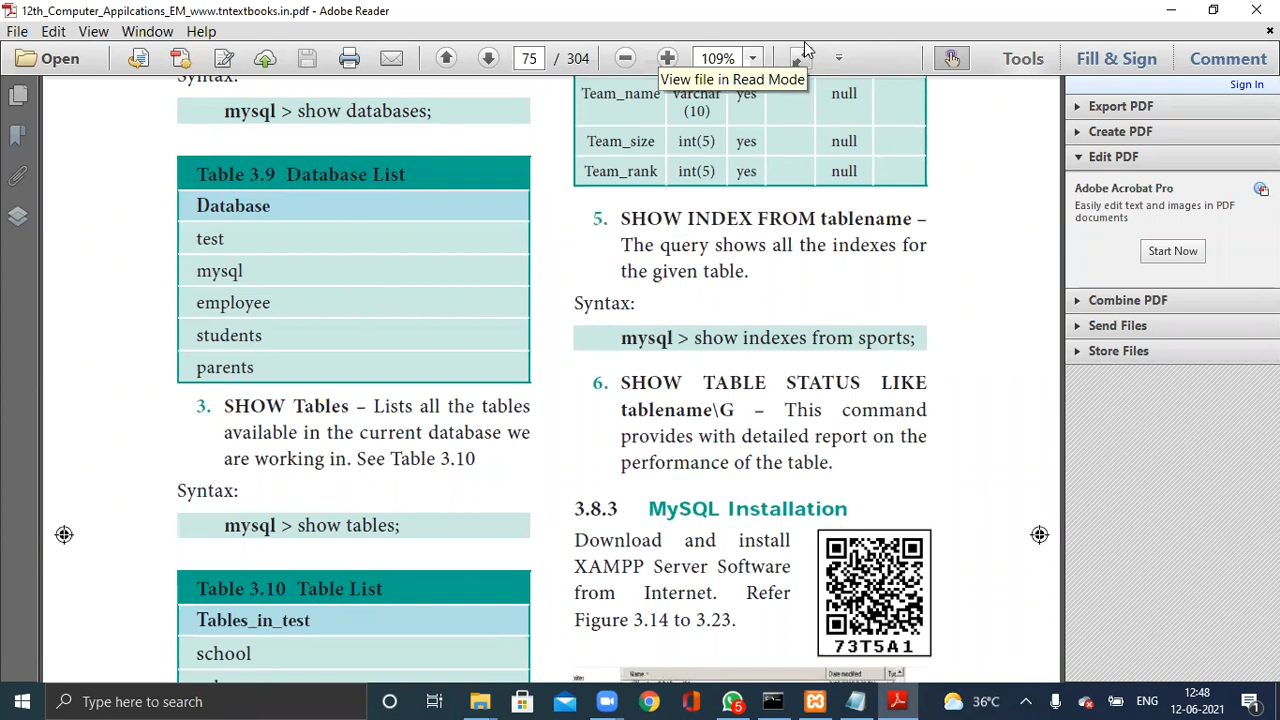 12th_Computer_Appilcations_EM_www.tntextbooks.in.pdf - Adobe Reader
File Edit View Window Help
Open 75 / 304 109% Tools Fill & Sign Comment
View file in Read Mode
Sign In
Export PDF
Create PDF
Edit PDF
Adobe Acrobat Pro
Easily edit text and images in PDF
documents
Start Now
Combine PDF
Send Files
Store Files
Syntax:
mysql > show databases;
Table 3.9 Database List
Database
test
mysql
employee
students
parents
3. SHOW Tables – Lists all the tables
available in the current database we
are working in. See Table 3.10
Syntax:
mysql > show tables;
Table 3.10 Table List
Tables_in_test
school
Team_name varchar yes null
(10)
Team_size int(5) yes null
Team_rank int(5) yes null
5. SHOW INDEX FROM tablename –
The query shows all the indexes for
the given table.
Syntax:
mysql > show indexes from sports;
6. SHOW TABLE STATUS LIKE
tablename\G – This command
provides with detailed report on the
performance of the table.
3.8.3 MySQL Installation
Download and install
XAMPP Server Software
from Internet. Refer
Figure 3.14 to 3.23.
73T5A1
Name Date modified
Type here to search
5
36°C
ENG
12:48
12-06-2021
1